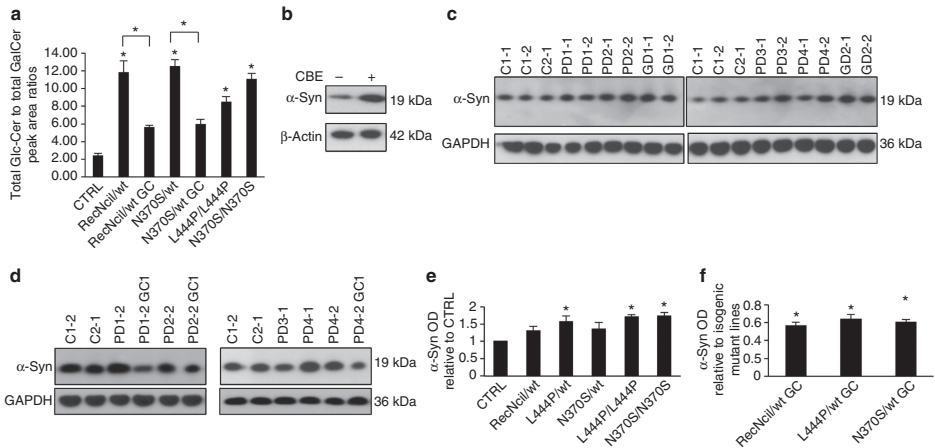 a
Total Glc-Cer to total GalCer
peak area ratios
14.00
12.00
10.00
8.00
6.00
4.00
2.00
0.00
* * * * * *
CTRL
RecNcil/wt
RecNcil/wt GC
N370S/wt
N370S/wt GC
L444P/L444P
N370S/N370S
b
CBE – +
α-Syn 19 kDa
β-Actin 42 kDa
c
C1-1 C1-2 C2-1 PD1-1 PD1-2 PD2-1 PD2-2 GD1-1 GD1-2
C1-1 C1-2 C2-1 PD3-1 PD3-2 PD4-1 PD4-2 GD2-1 GD2-2
α-Syn 19 kDa
GAPDH 36 kDa
d
C1-2 C2-1 PD1-2 PD1-2 GC1 PD2-2 PD2-2 GC1
C1-2 C2-1 PD3-1 PD4-1 PD4-2 PD4-2 GC1
α-Syn 19 kDa
GAPDH 36 kDa
e
α-Syn OD
relative to CTRL
2
1.5
1
0.5
0
* * *
CTRL
RecNcil/wt
L444P/wt
N370S/wt
L444P/L444P
N370S/N370S
f
α-Syn OD
relative to isogenic
mutant lines
0.8
0.6
0.5
0.2
0
* * *
RecNcil/wt GC
L444P/wt GC
N370S/wt GC